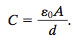 C = ε₀A / d.